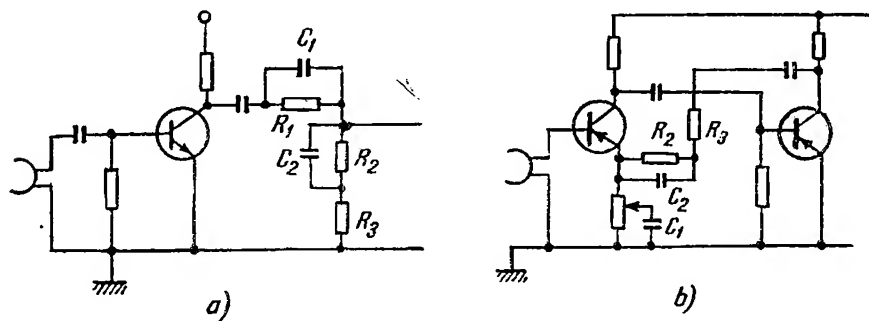 C₁
R₁
C₂
R₂
R₃
a)
R₂
R₃
C₂
C₁
b)